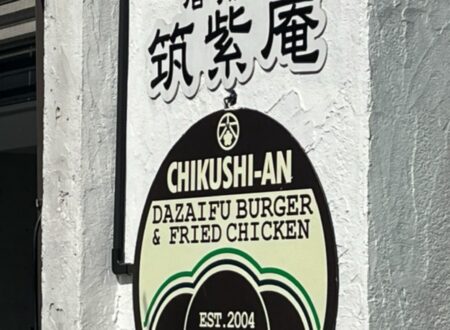 筑紫庵
CHIKUSHI-AN
DAZAIFU BURGER
& FRIED CHICKEN
EST.2004